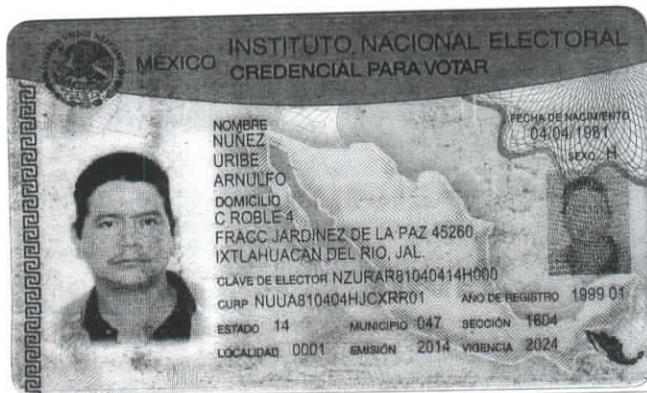 MÉXICO INSTITUTO NACIONAL ELECTORAL
CREDENCIAL PARA VOTAR
NOMBRE
NUÑEZ
URIBE
ARNULFO
FECHA DE NACIMIENTO
04/04/1981
SEXO H
DOMICILIO
C ROBLE 4
FRACC JARDINEZ DE LA PAZ 45260
IXTLAHUACAN DEL RIO, JAL.
CLAVE DE ELECTOR NZURAR81040414H000
CURP NUUA810404HJCXRR01 AÑO DE REGISTRO 1999 01
ESTADO 14 MUNICIPIO 047 SECCIÓN 1604
LOCALIDAD 0001 EMISIÓN 2014 VIGENCIA 2024